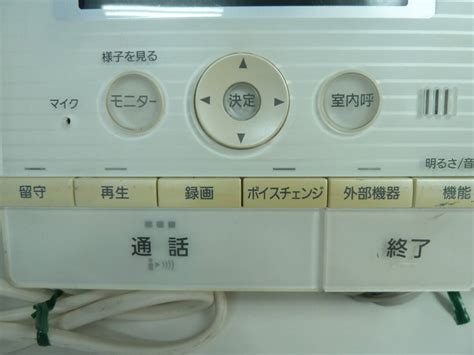 様子を見る
モニター
決定
室内呼
マイク
明るさ/音
留守
再生
録画
ボイスチェンジ
外部機器
機能
通話
終了